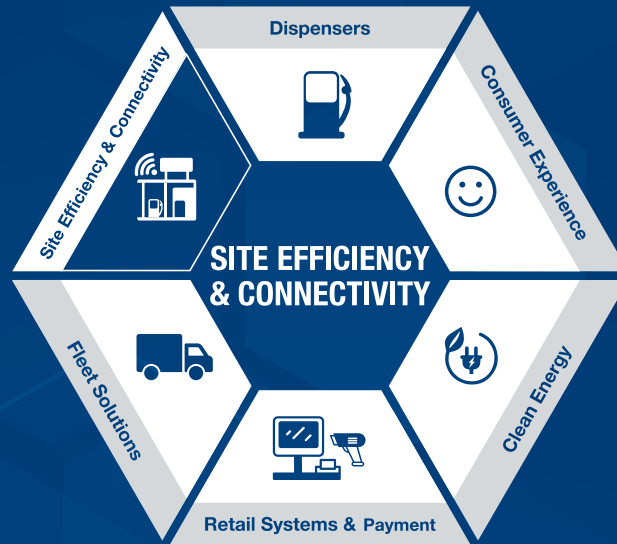 Dispensers
Site Efficiency & Connectivity
Consumer Experience
SITE EFFICIENCY
& CONNECTIVITY
Fleet Solutions
Clean Energy
Retail Systems & Payment